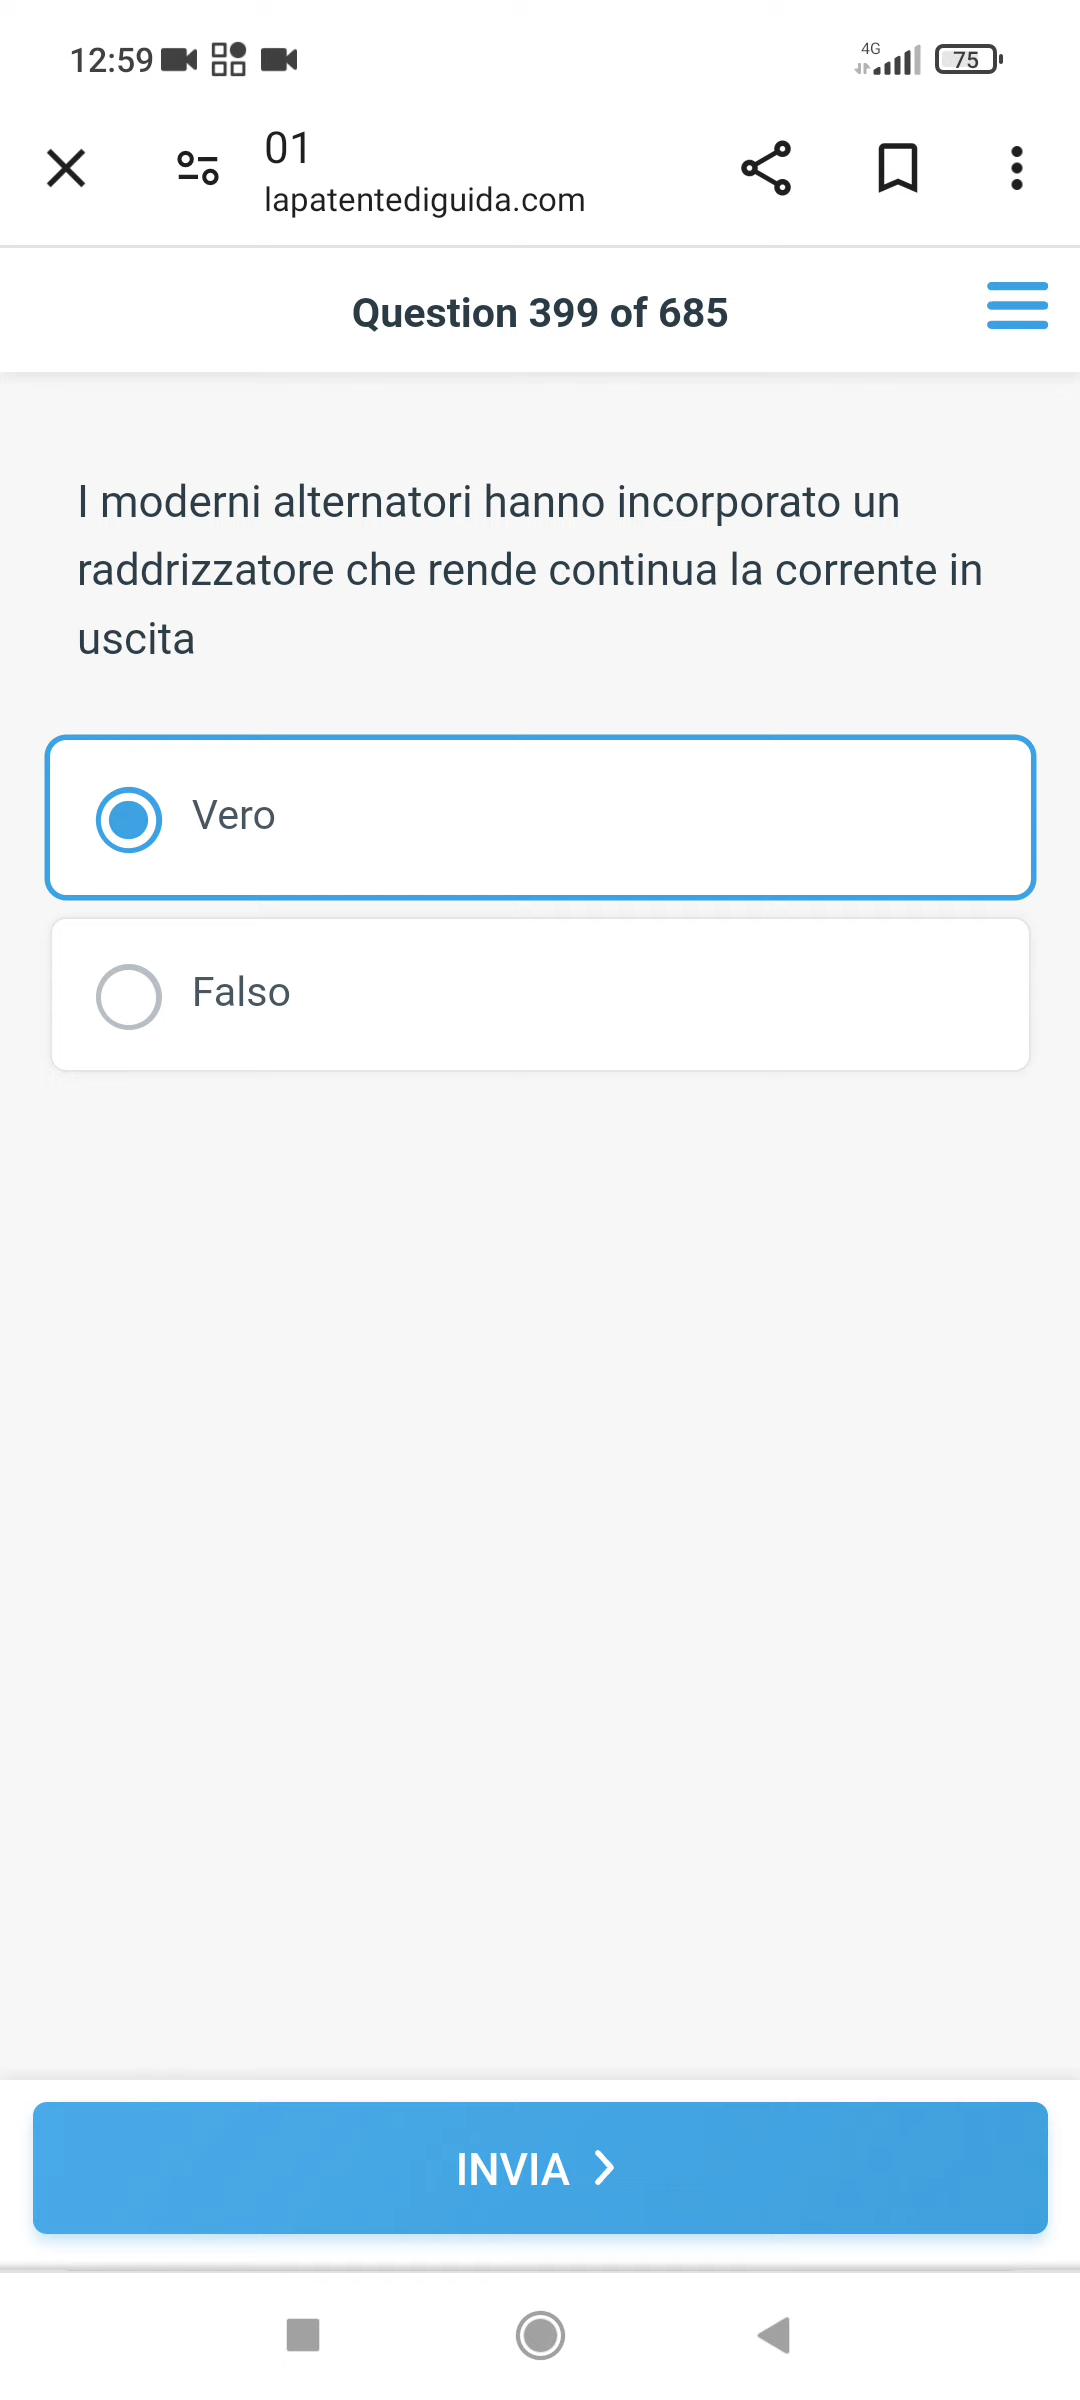 12:59
4G
75
01
lapatentediguida.com
Question 399 of 685
I moderni alternatori hanno incorporato un
raddrizzatore che rende continua la corrente in
uscita
Vero
Falso
INVIA